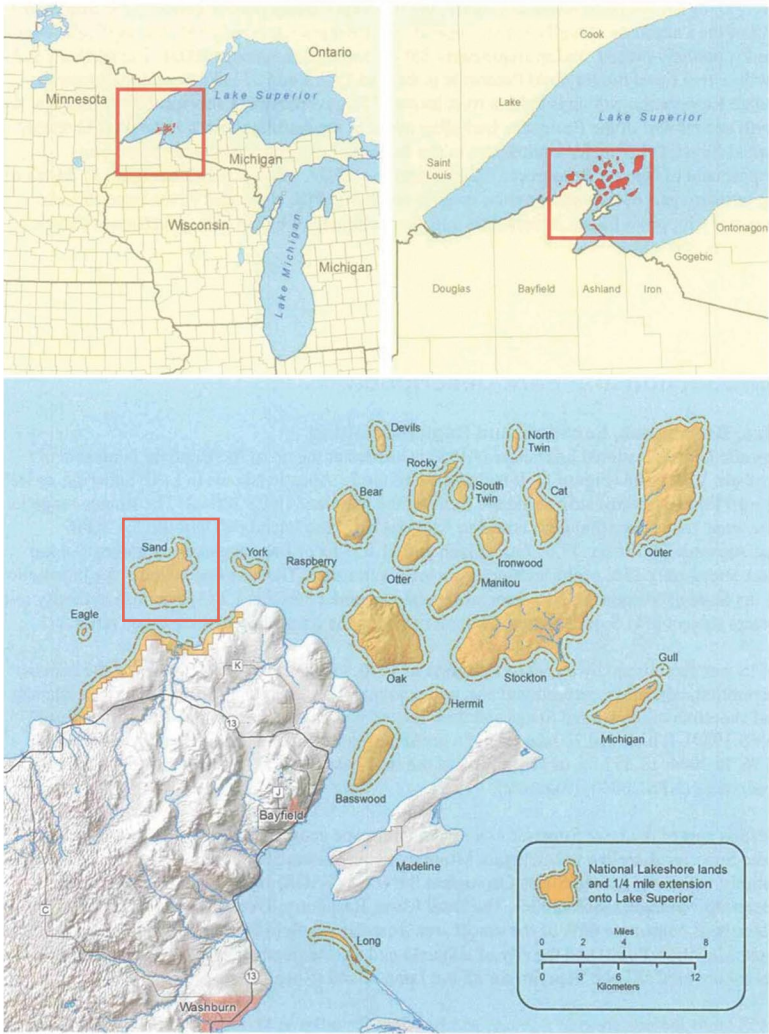 Ontario
Minnesota
Lake Superior
Michigan
Wisconsin
Lake Michigan
Michigan
Cook
Lake
Lake Superior
Saint
Louis
Ontonagon
Gogebic
Douglas
Bayfield
Ashland
Iron
Devils
North
Twin
Rocky
South
Twin
Bear
Cat
Sand
York
Raspberry
Otter
Ironwood
Manitou
Outer
Eagle
K
Oak
Stockton
Gull
13
Hermit
Michigan
Basswood
J
Bayfield
Madeline
C
National Lakeshore lands
and 1/4 mile extension
onto Lake Superior
Long
Miles
0 2 4 8
0 3 6 12
Kilometers
13
Washburn